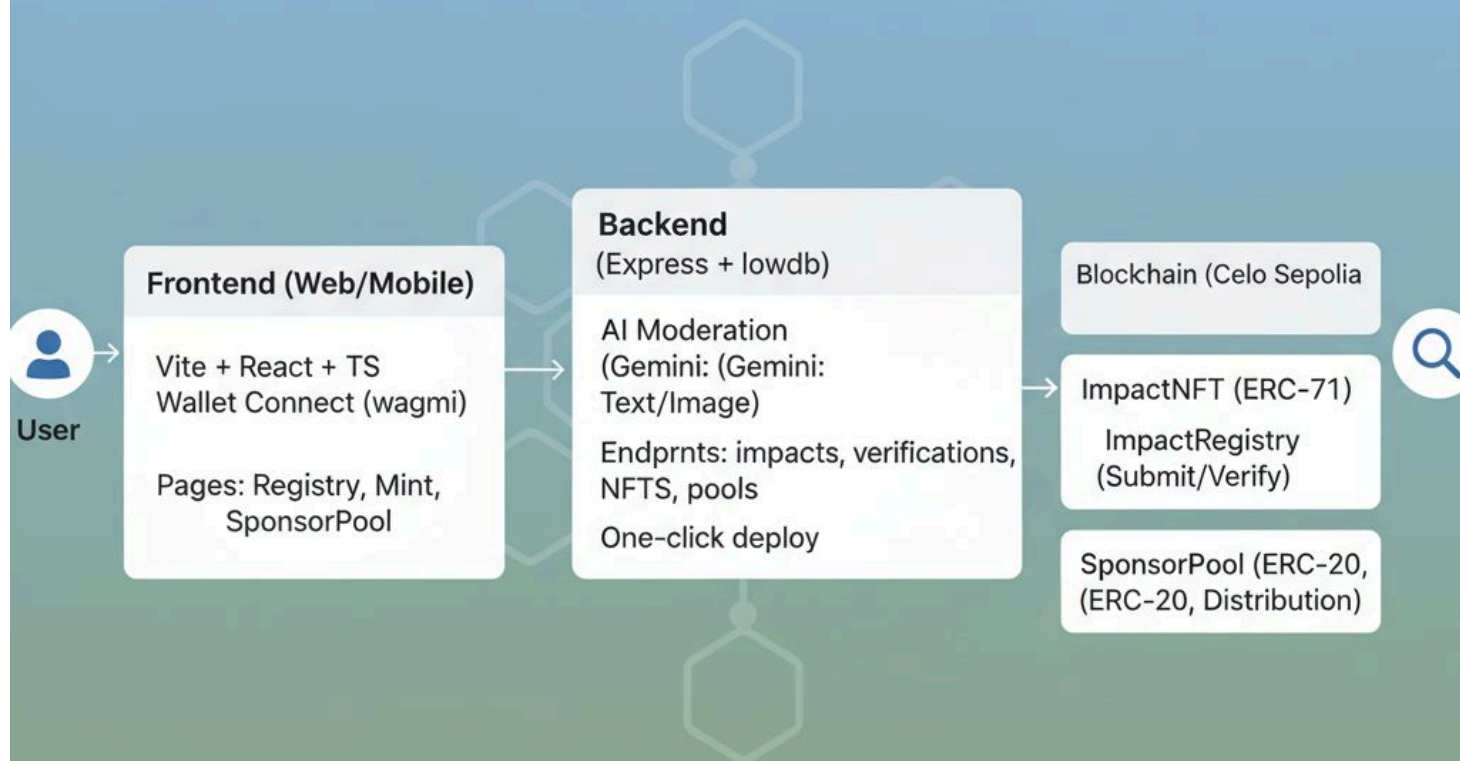 User
Frontend (Web/Mobile)
Vite + React + TS
Wallet Connect (wagmi)
Pages: Registry, Mint,
SponsorPool
Backend
(Express + lowdb)
AI Moderation
(Gemini: (Gemini:
Text/Image)
Endprnts: impacts, verifications,
NFTS, pools
One-click deploy
Blockchain (Celo Sepolia
ImpactNFT (ERC-71)
ImpactRegistry
(Submit/Verify)
SponsorPool (ERC-20,
(ERC-20, Distribution)